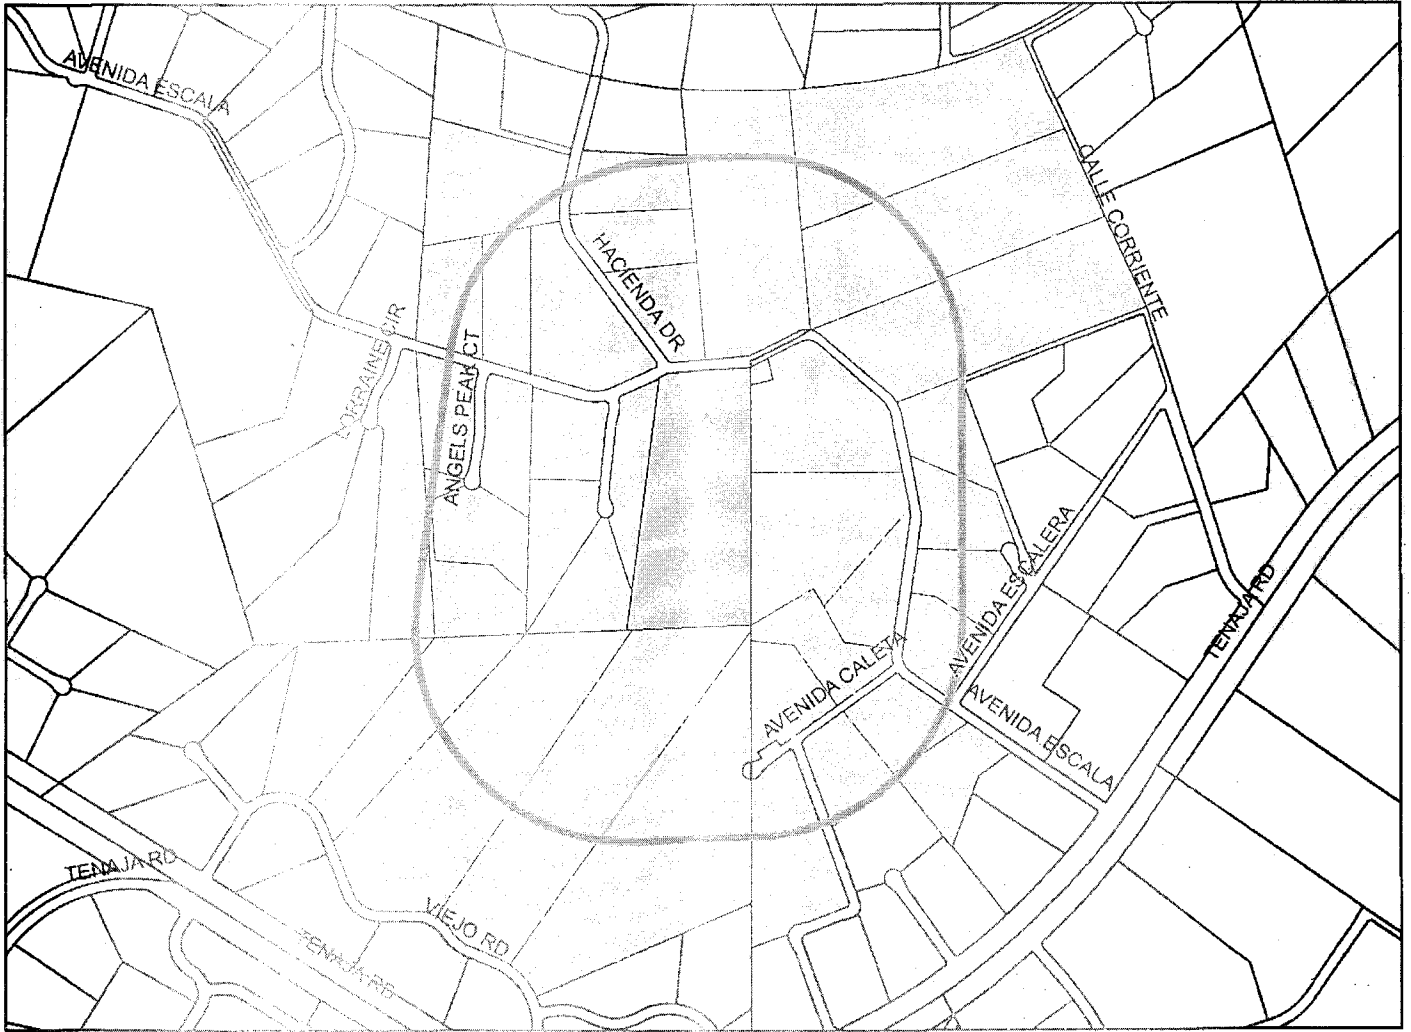 AVENIDA ESCALA
CALLE CORRIENTE
HACIENDA DR
LORRAINE CIR
ANGELS PEAK CT
AVENIDA ESCALERA
TENAJA RD
AVENIDA CALETA
AVENIDA ESCALA
TENAJA RD
VIEJO RD
TENAJA RD